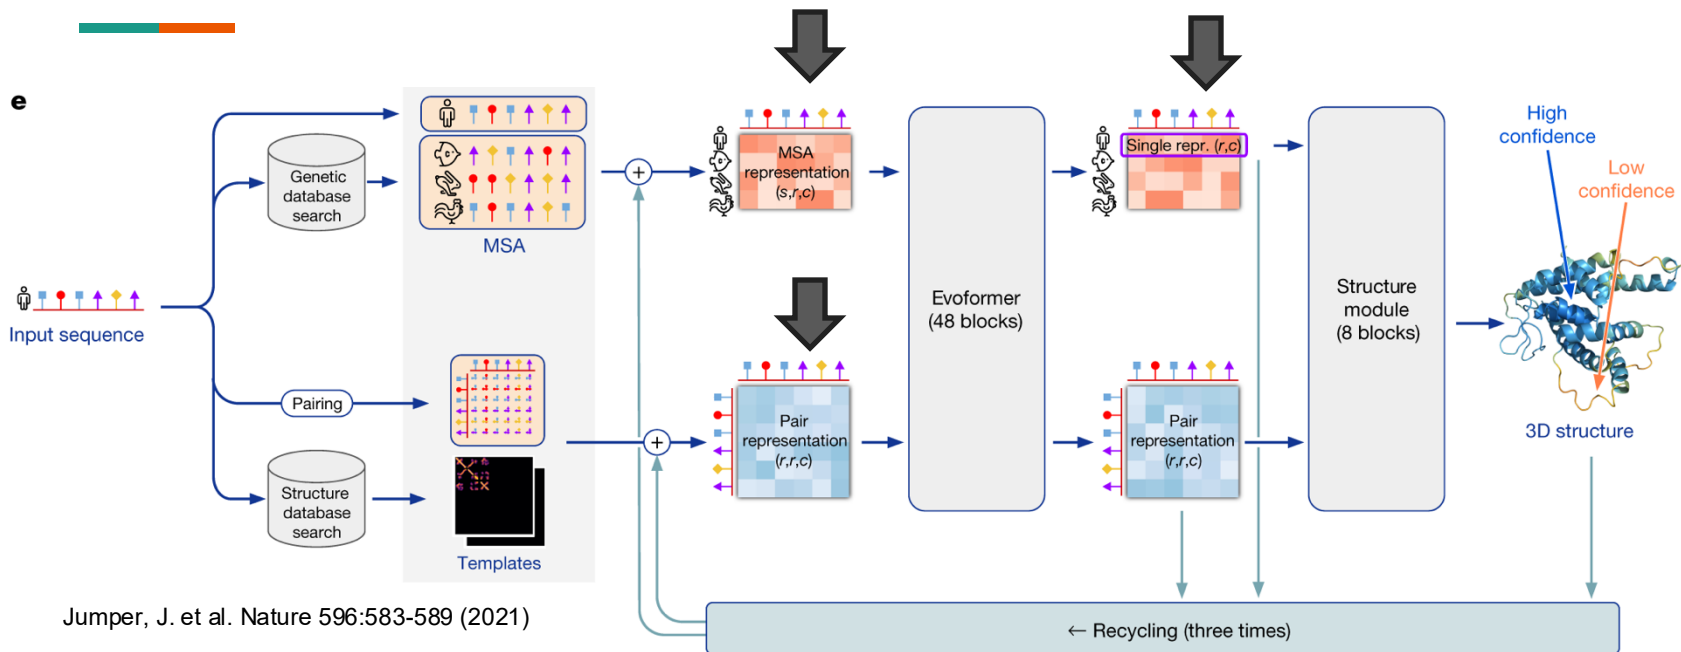 e
Input sequence
Genetic
database
search
MSA
Pairing
Structure
database
search
Templates
MSA
representation
(s,r,c)
Pair
representation
(r,r,c)
Evoformer
(48 blocks)
Single repr. (r,c)
Pair
representation
(r,r,c)
Structure
module
(8 blocks)
High
confidence
Low
confidence
3D structure
← Recycling (three times)
Jumper, J. et al. Nature 596:583-589 (2021)